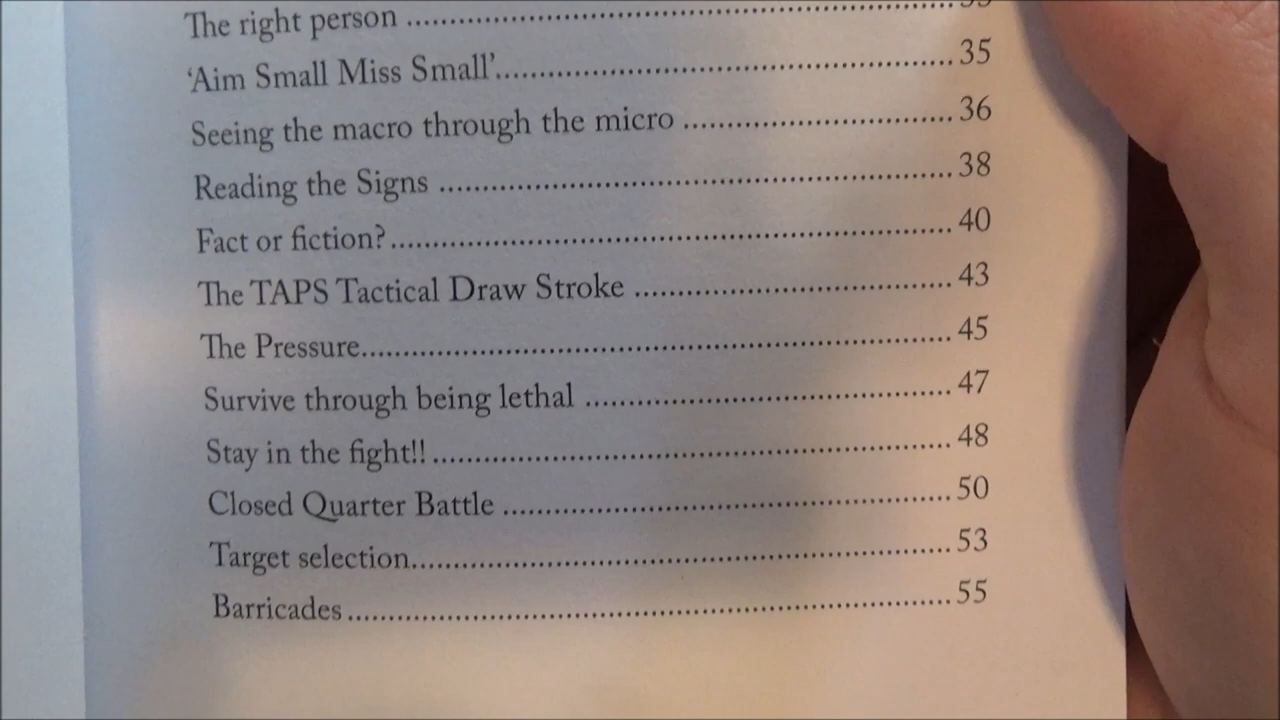 The right person ........................................................................
'Aim Small Miss Small'.................................................................. 35
Seeing the macro through the micro ........................................ 36
Reading the Signs ........................................................................ 38
Fact or fiction?............................................................................. 40
The TAPS Tactical Draw Stroke ............................................... 43
The Pressure................................................................................. 45
Survive through being lethal ..................................................... 47
Stay in the fight!!......................................................................... 48
Closed Quarter Battle ................................................................ 50
Target selection............................................................................ 53
Barricades..................................................................................... 55